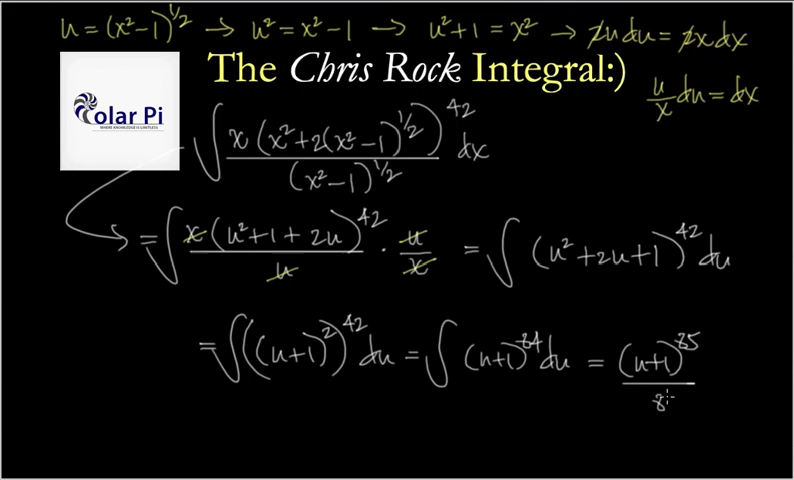 u = (x²-1)^1/2 → u² = x²-1 → u²+1 = x² → 2u du = 2x dx
The Chris Rock Integral:)
u/x du = dx
olar Pi
WHERE KNOWLEDGE IS LIMITLESS
∫ x(x²+2(x²-1)^1/2)^42 / (x²-1)^1/2 dx
= ∫ x(u²+1+2u)^42 / u · u/x = ∫ (u²+2u+1)^42 du
= ∫ ((u+1)²)^42 du = ∫ (u+1)^84 du = (u+1)^85 / 8